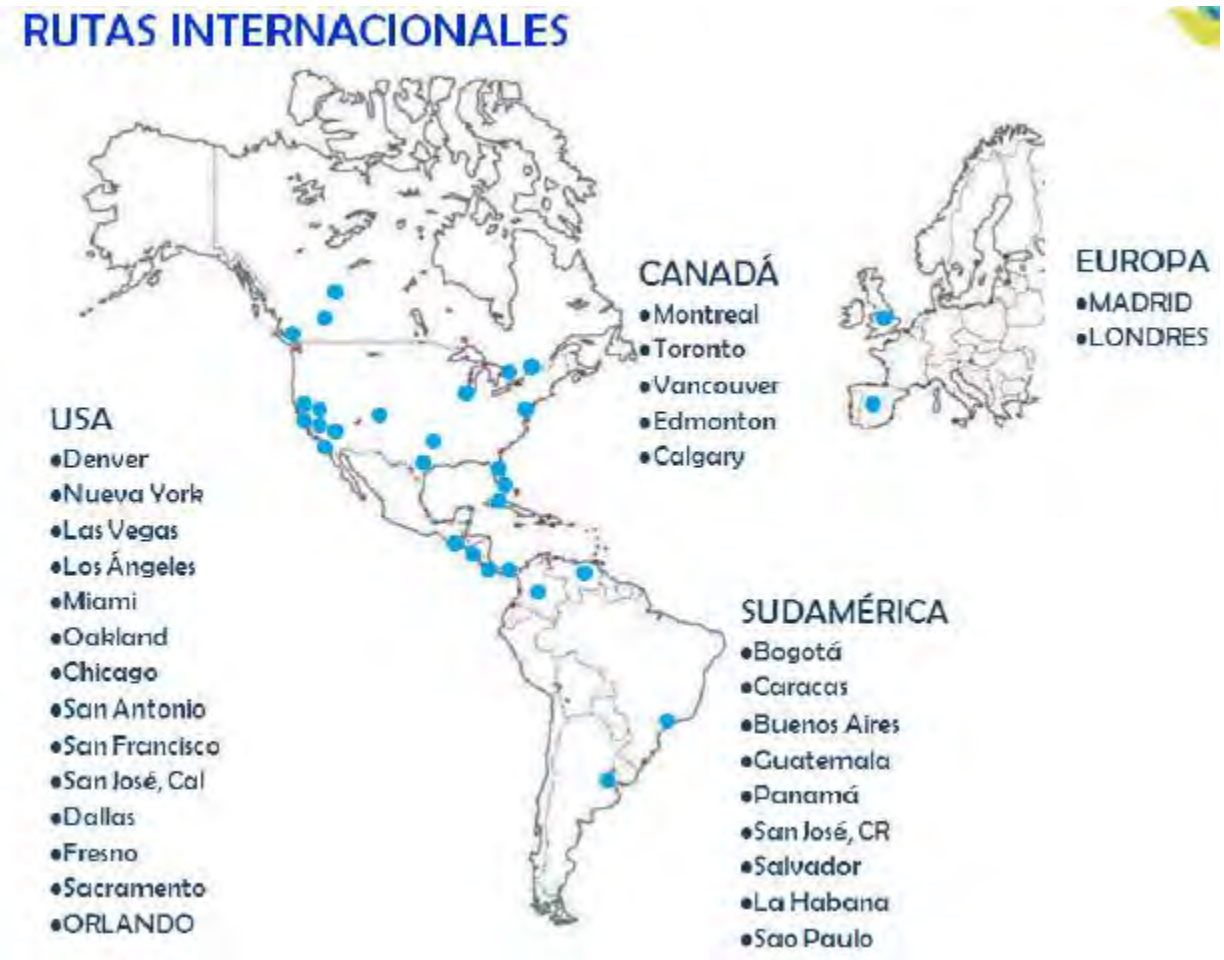 RUTAS INTERNACIONALES
CANADÁ
•Montreal
•Toronto
•Vancouver
•Edmonton
•Calgary
EUROPA
•MADRID
•LONDRES
USA
•Denver
•Nueva York
•Las Vegas
•Los Ángeles
•Miami
•Oakland
•Chicago
•San Antonio
•San Francisco
•San José, Cal
•Dallas
•Fresno
•Sacramento
•ORLANDO
SUDAMÉRICA
•Bogotá
•Caracas
•Buenos Aires
•Guatemala
•Panamá
•San José, CR
•Salvador
•La Habana
•Sao Paulo